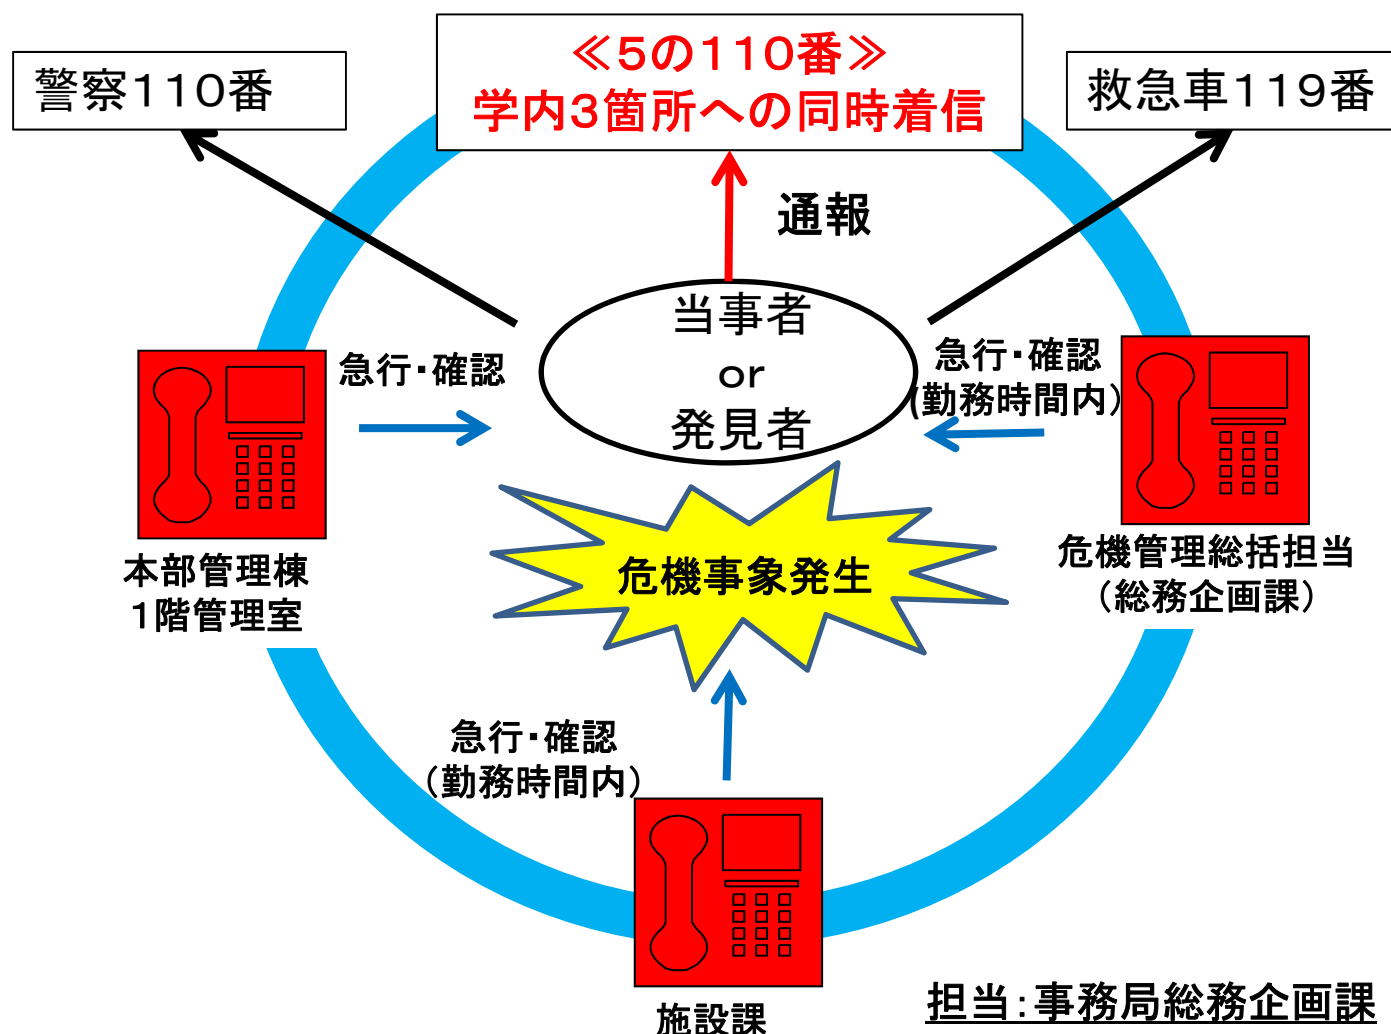 ≪5の110番≫
学内3箇所への同時着信
警察110番
救急車119番
通報
当事者
or
発見者
急行・確認
急行・確認
(勤務時間内)
本部管理棟
1階管理室
危機管理総括担当
(総務企画課)
危機事象発生
急行・確認
(勤務時間内)
施設課
担当:事務局総務企画課